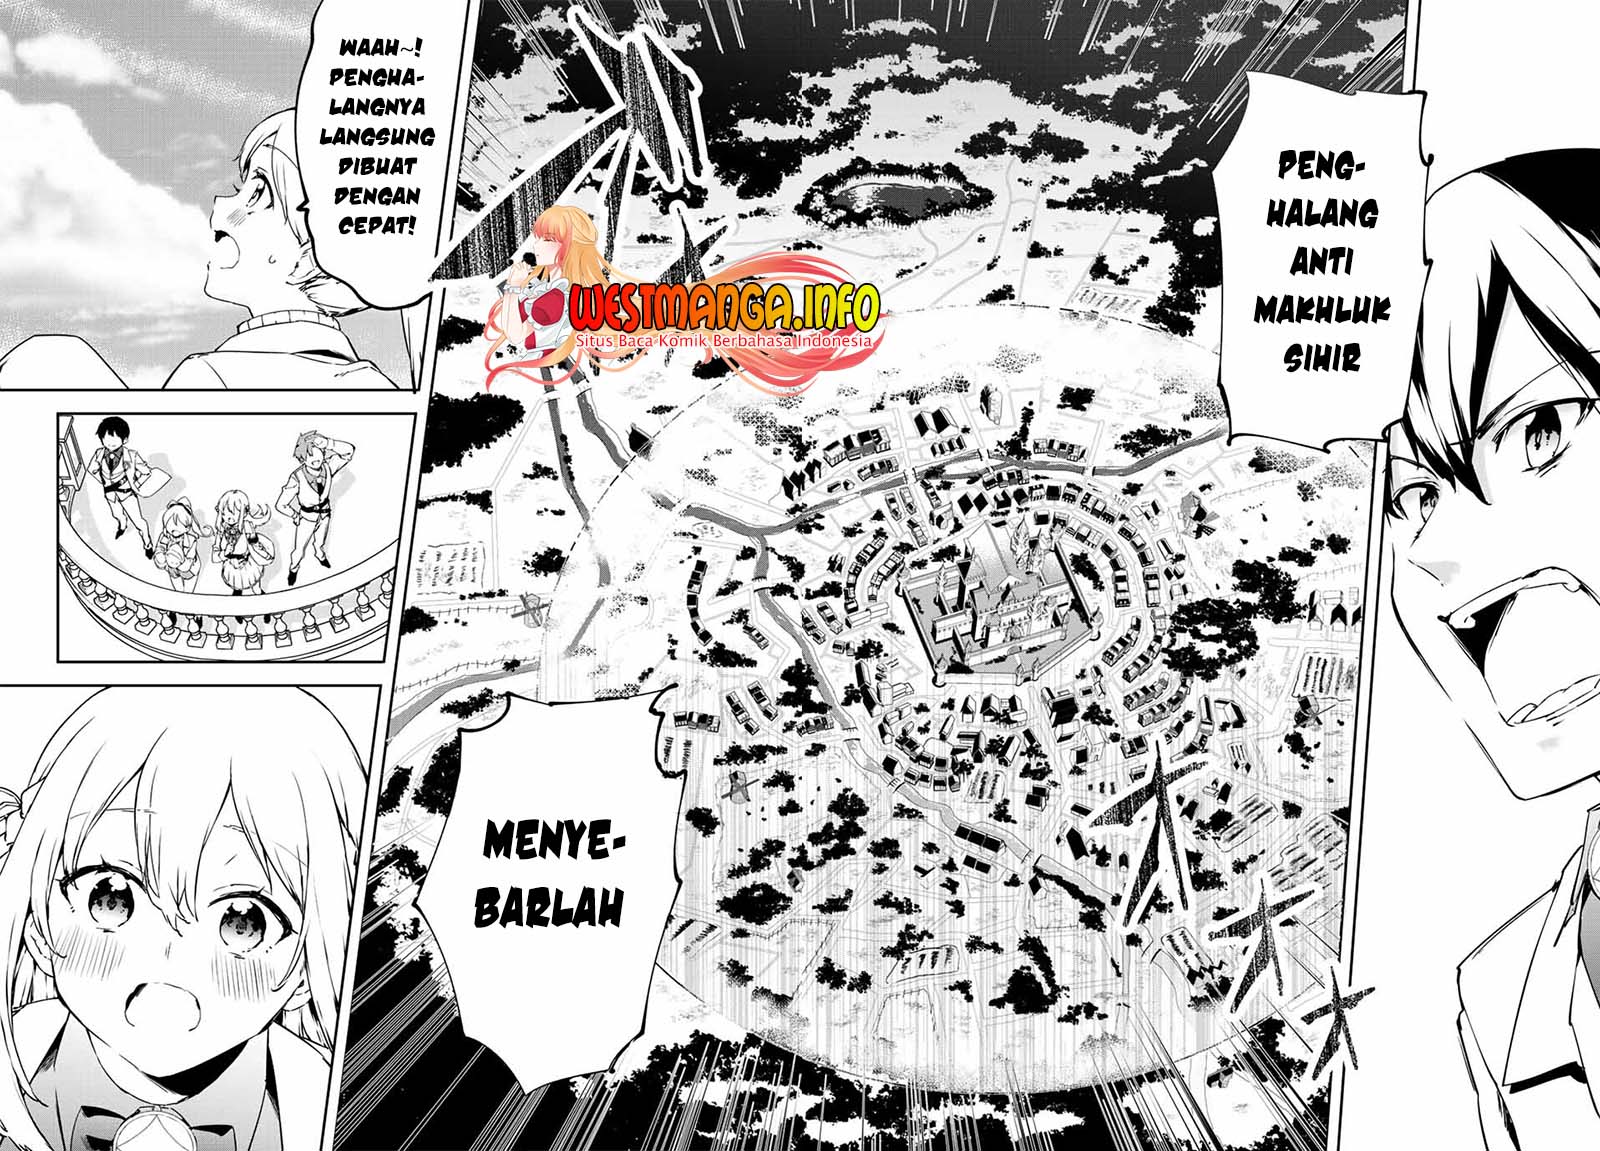 PENG-
HALANG
ANTI
MAKHLUK
SIHIR
MENYE-
BARLAH
WAAH~!
PENGHA-
LANGNYA
LANGSUNG
DIBUAT
DENGAN
CEPAT!
WESTMANGA.INFO
Situs Baca Komik Berbahasa Indonesia